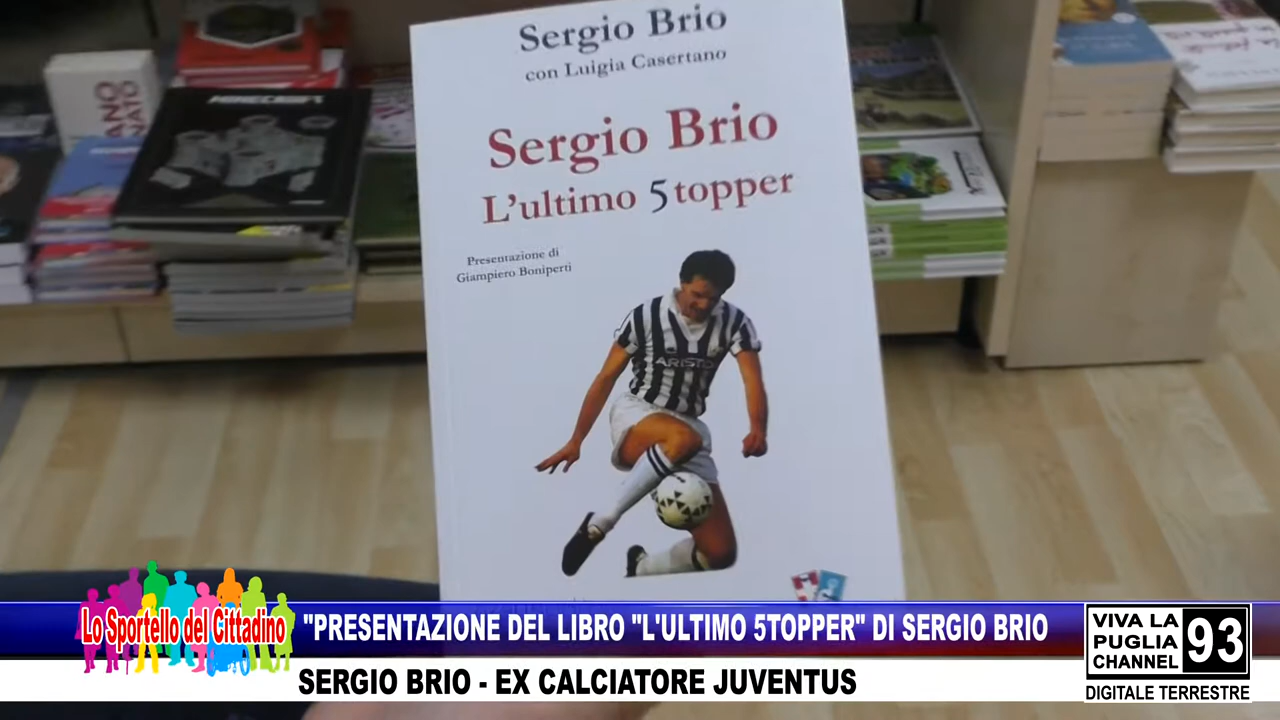 Sergio Brio
con Luigia Casertano
Sergio Brio
L'ultimo 5topper
Presentazione di
Giampiero Boniperti
ARISTO
MINECRAFT
Lo Sportello del Cittadino
"PRESENTAZIONE DEL LIBRO "L'ULTIMO 5TOPPER" DI SERGIO BRIO
SERGIO BRIO - EX CALCIATORE JUVENTUS
VIVA LA
PUGLIA
CHANNEL
93
DIGITALE TERRESTRE